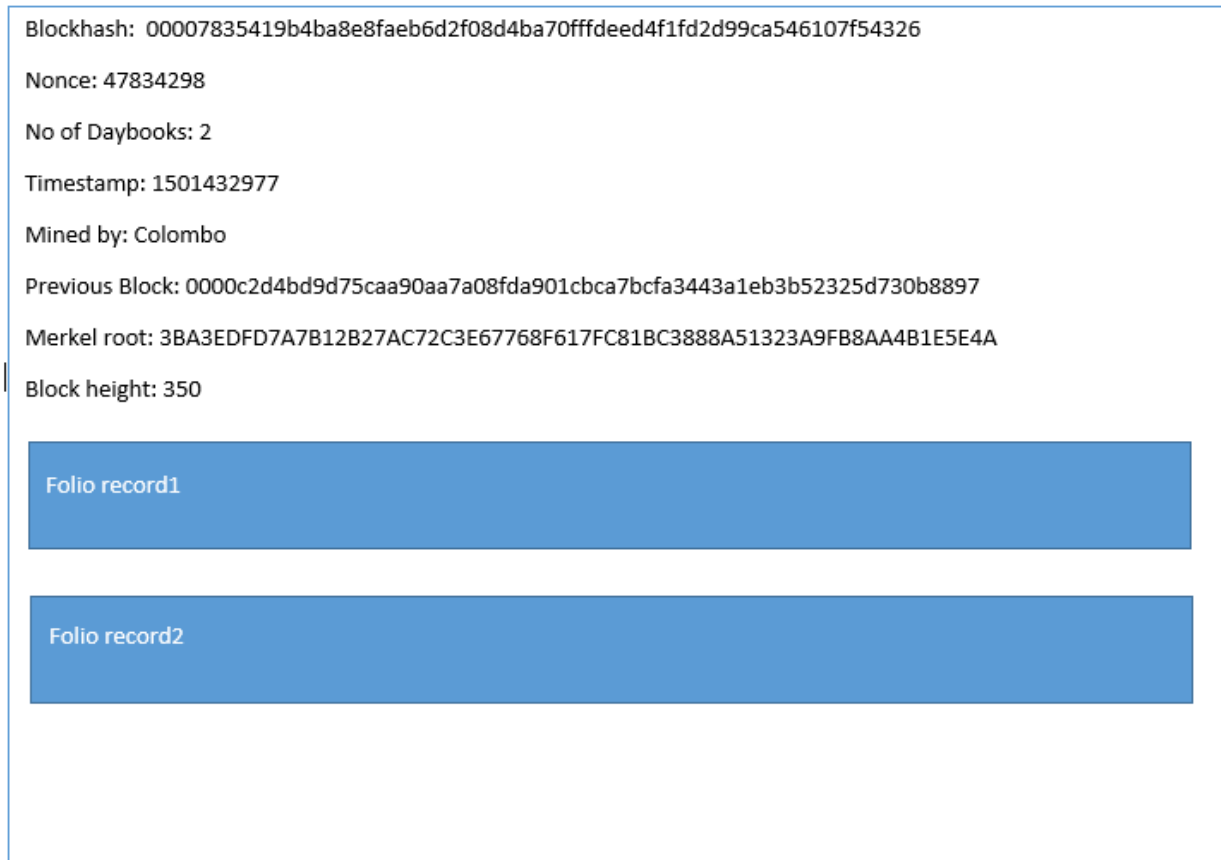 Blockhash:  00007835419b4ba8e8faeb6d2f08d4ba70fffdeed4f1fd2d99ca546107f54326
Nonce: 47834298
No of Daybooks: 2
Timestamp: 1501432977
Mined by: Colombo
Previous Block: 0000c2d4bd9d75caa90aa7a08fda901cbca7bcfa3443a1eb3b52325d730b8897
Merkel root: 3BA3EDFD7A7B12B27AC72C3E67768F617FC81BC3888A51323A9FB8AA4B1E5E4A
Block height: 350
Folio record1
Folio record2